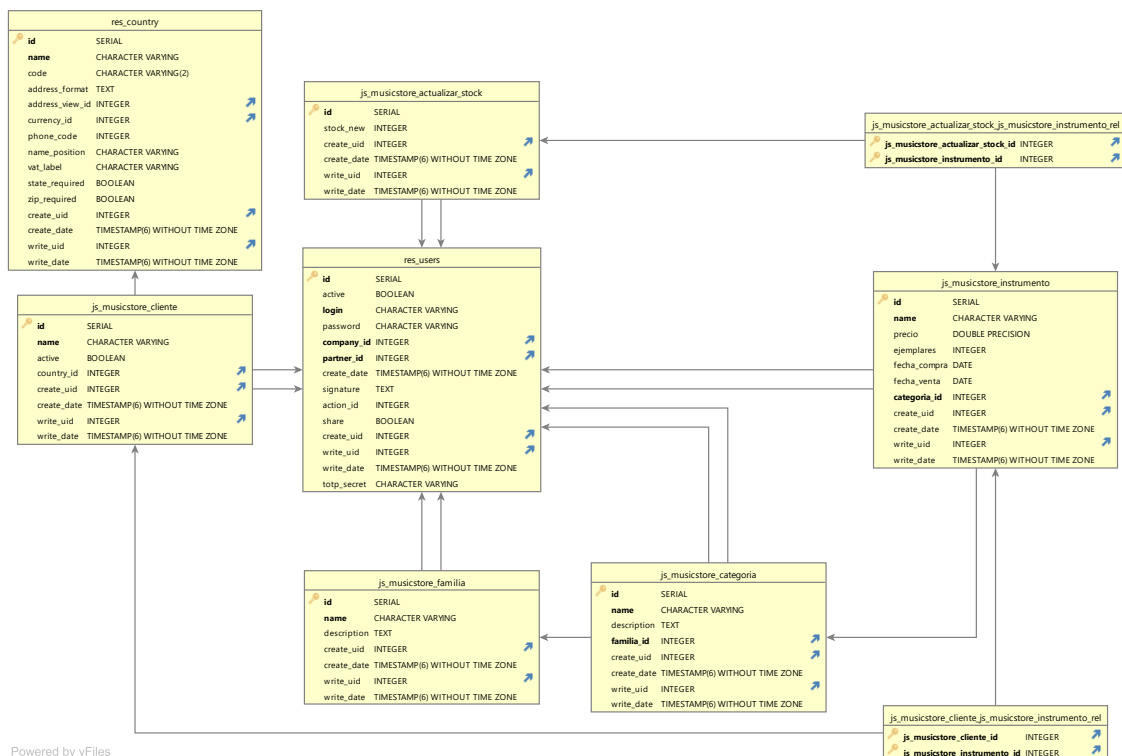 res_country
id SERIAL
name CHARACTER VARYING
code CHARACTER VARYING(2)
address_format TEXT
address_view_id INTEGER
currency_id INTEGER
phone_code INTEGER
name_position CHARACTER VARYING
vat_label CHARACTER VARYING
state_required BOOLEAN
zip_required BOOLEAN
create_uid INTEGER
create_date TIMESTAMP(6) WITHOUT TIME ZONE
write_uid INTEGER
write_date TIMESTAMP(6) WITHOUT TIME ZONE
js_musicstore_actualizar_stock
id SERIAL
stock_new INTEGER
create_uid INTEGER
create_date TIMESTAMP(6) WITHOUT TIME ZONE
write_uid INTEGER
write_date TIMESTAMP(6) WITHOUT TIME ZONE
js_musicstore_actualizar_stock_js_musicstore_instrumento_rel
js_musicstore_actualizar_stock_id INTEGER
js_musicstore_instrumento_id INTEGER
res_users
id SERIAL
active BOOLEAN
login CHARACTER VARYING
password CHARACTER VARYING
company_id INTEGER
partner_id INTEGER
create_date TIMESTAMP(6) WITHOUT TIME ZONE
signature TEXT
action_id INTEGER
share BOOLEAN
create_uid INTEGER
write_uid INTEGER
write_date TIMESTAMP(6) WITHOUT TIME ZONE
totp_secret CHARACTER VARYING
js_musicstore_instrumento
id SERIAL
name CHARACTER VARYING
precio DOUBLE PRECISION
ejemplares INTEGER
fecha_compra DATE
fecha_venta DATE
categoria_id INTEGER
create_uid INTEGER
create_date TIMESTAMP(6) WITHOUT TIME ZONE
write_uid INTEGER
write_date TIMESTAMP(6) WITHOUT TIME ZONE
js_musicstore_cliente
id SERIAL
name CHARACTER VARYING
active BOOLEAN
country_id INTEGER
create_uid INTEGER
create_date TIMESTAMP(6) WITHOUT TIME ZONE
write_uid INTEGER
write_date TIMESTAMP(6) WITHOUT TIME ZONE
js_musicstore_familia
id SERIAL
name CHARACTER VARYING
description TEXT
create_uid INTEGER
create_date TIMESTAMP(6) WITHOUT TIME ZONE
write_uid INTEGER
write_date TIMESTAMP(6) WITHOUT TIME ZONE
js_musicstore_categoria
id SERIAL
name CHARACTER VARYING
description TEXT
familia_id INTEGER
create_uid INTEGER
create_date TIMESTAMP(6) WITHOUT TIME ZONE
write_uid INTEGER
write_date TIMESTAMP(6) WITHOUT TIME ZONE
js_musicstore_cliente_js_musicstore_instrumento_rel
js_musicstore_cliente_id INTEGER
js_musicstore_instrumento_id INTEGER
Powered by yFiles